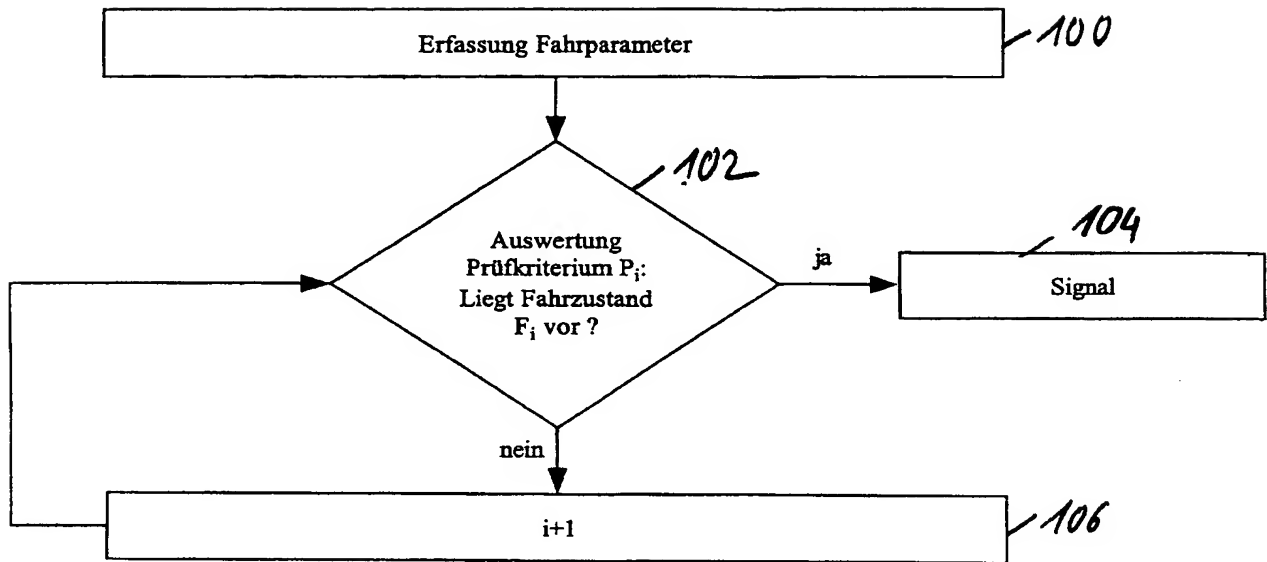 Erfassung Fahrparameter
100
102
Auswertung
Prüfkriterium Pi:
Liegt Fahrzustand
Fi vor ?
ja
104
Signal
nein
i+1
106